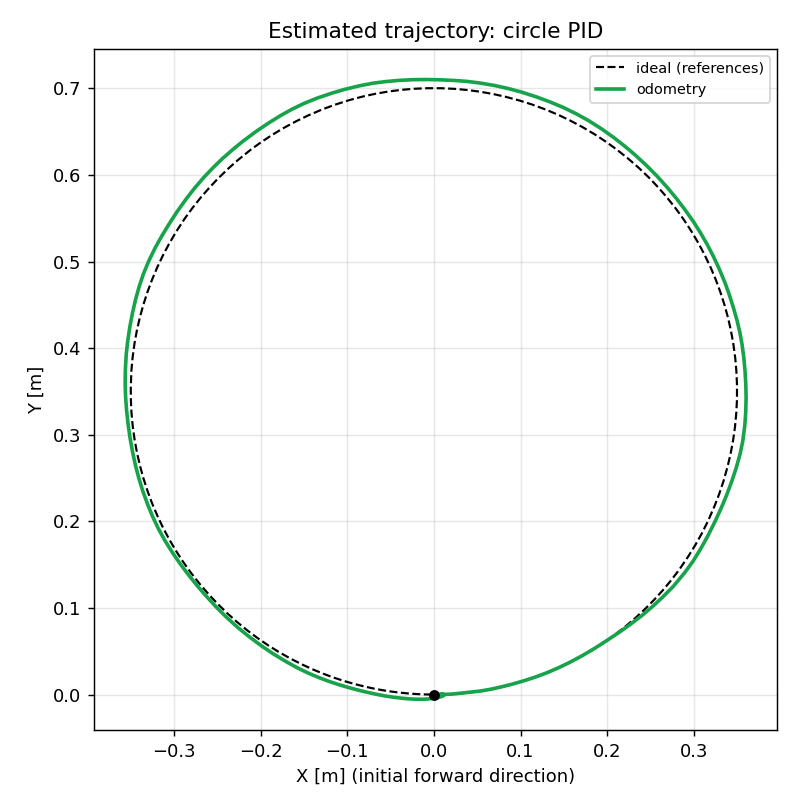 Estimated trajectory: circle PID
ideal (references)
odometry
Y [m]
0.7
0.6
0.5
0.4
0.3
0.2
0.1
0.0
−0.3 −0.2 −0.1 0.0 0.1 0.2 0.3
X [m] (initial forward direction)